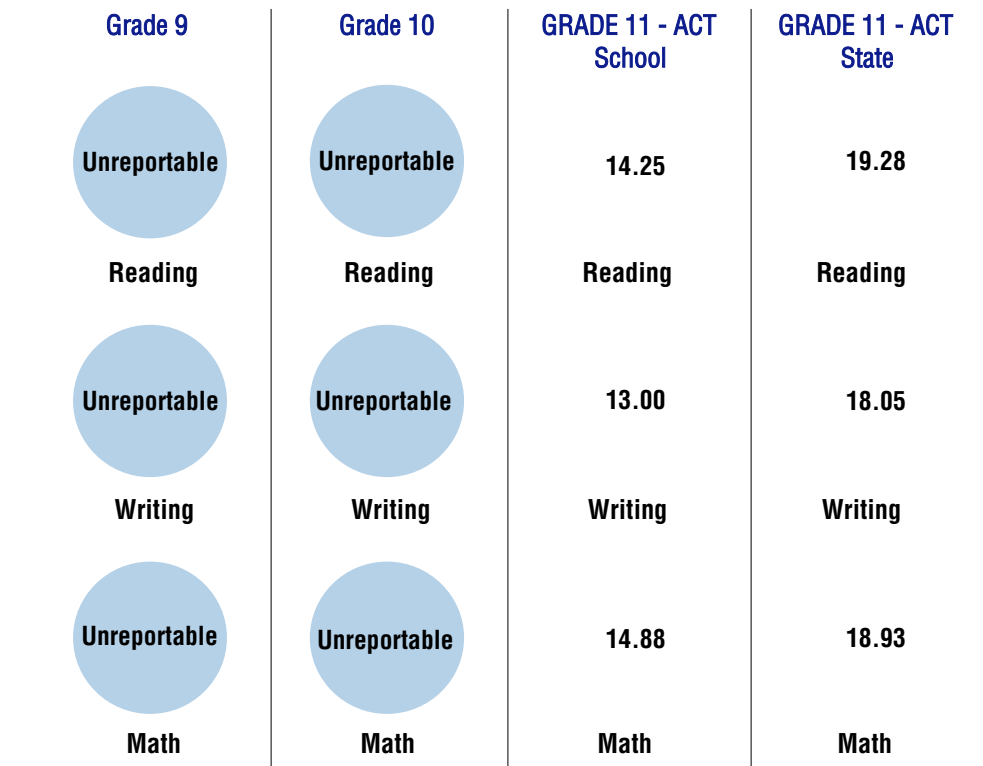 Grade 9
Grade 10
GRADE 11 - ACT
School
GRADE 11 - ACT
State
Unreportable
Unreportable
14.25
19.28
Reading
Reading
Reading
Reading
Unreportable
Unreportable
13.00
18.05
Writing
Writing
Writing
Writing
Unreportable
Unreportable
14.88
18.93
Math
Math
Math
Math